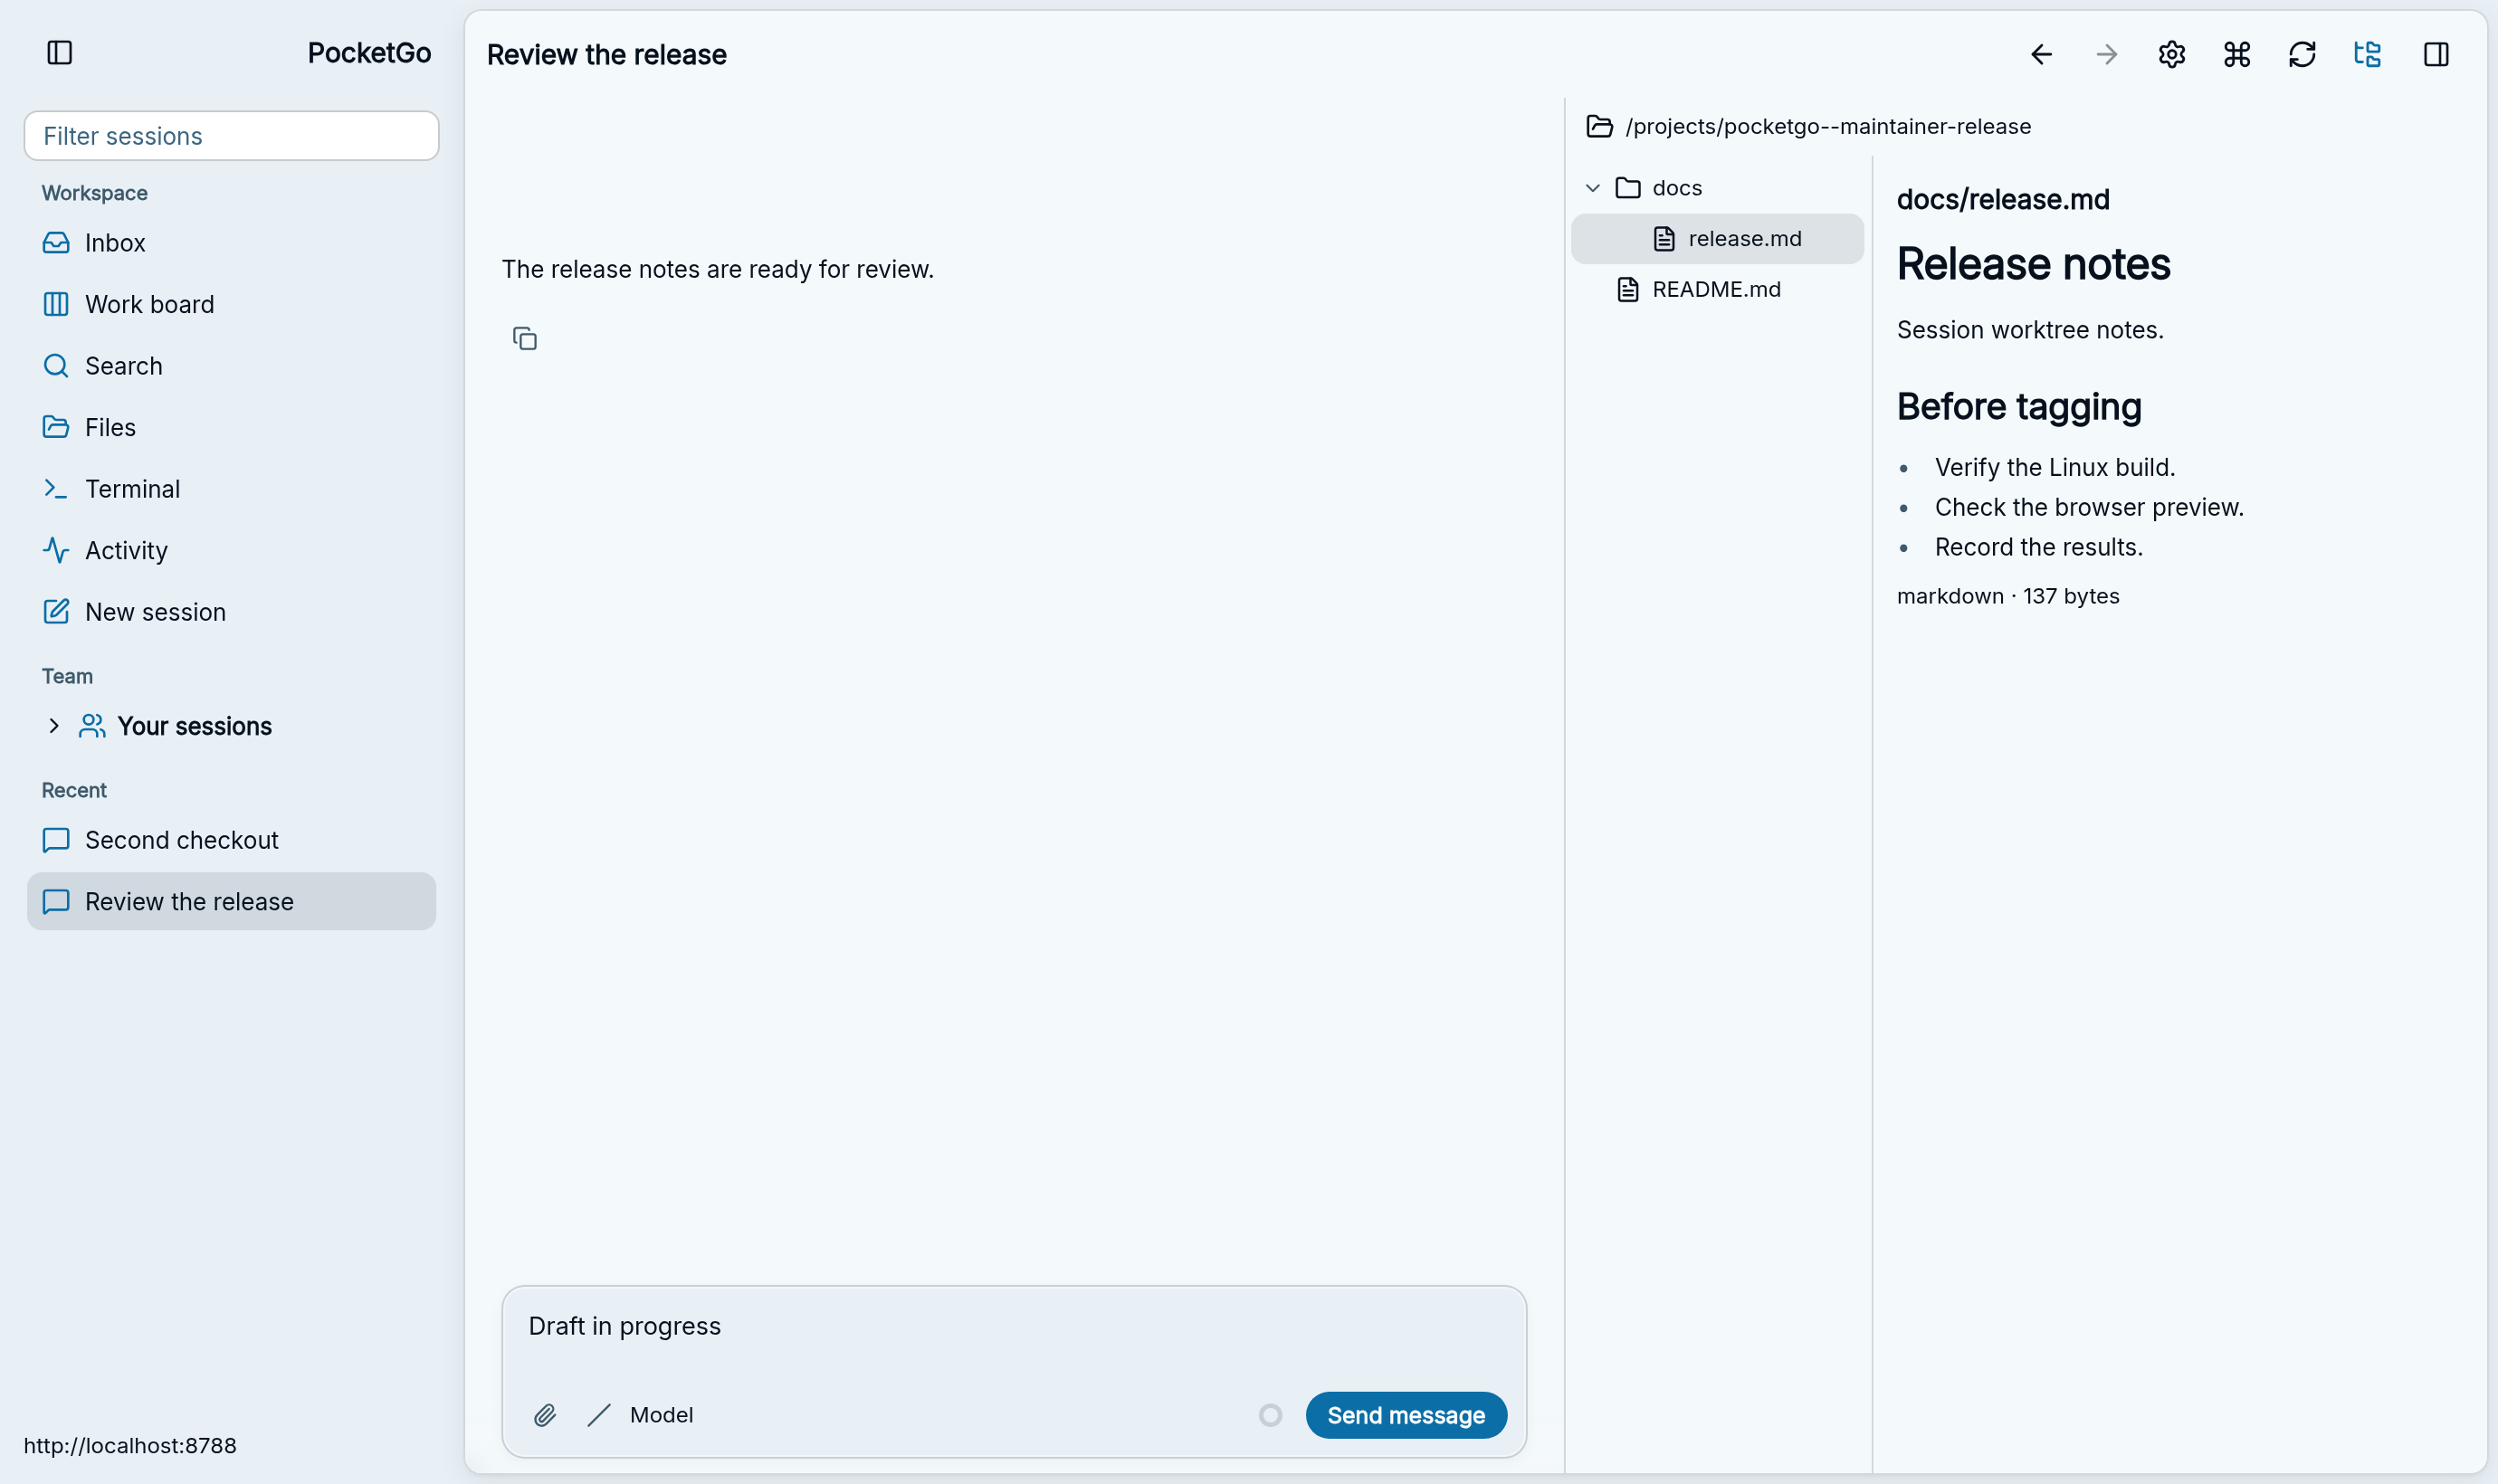 PocketGo
Filter sessions
Workspace
Inbox
Work board
Search
Files
Terminal
Activity
New session
Team
Your sessions
Recent
Second checkout
Review the release
http://localhost:8788
Review the release
The release notes are ready for review.
Draft in progress
Model
Send message
/projects/pocketgo--maintainer-release
docs
release.md
README.md
docs/release.md
Release notes
Session worktree notes.
Before tagging
• Verify the Linux build.
• Check the browser preview.
• Record the results.
markdown · 137 bytes